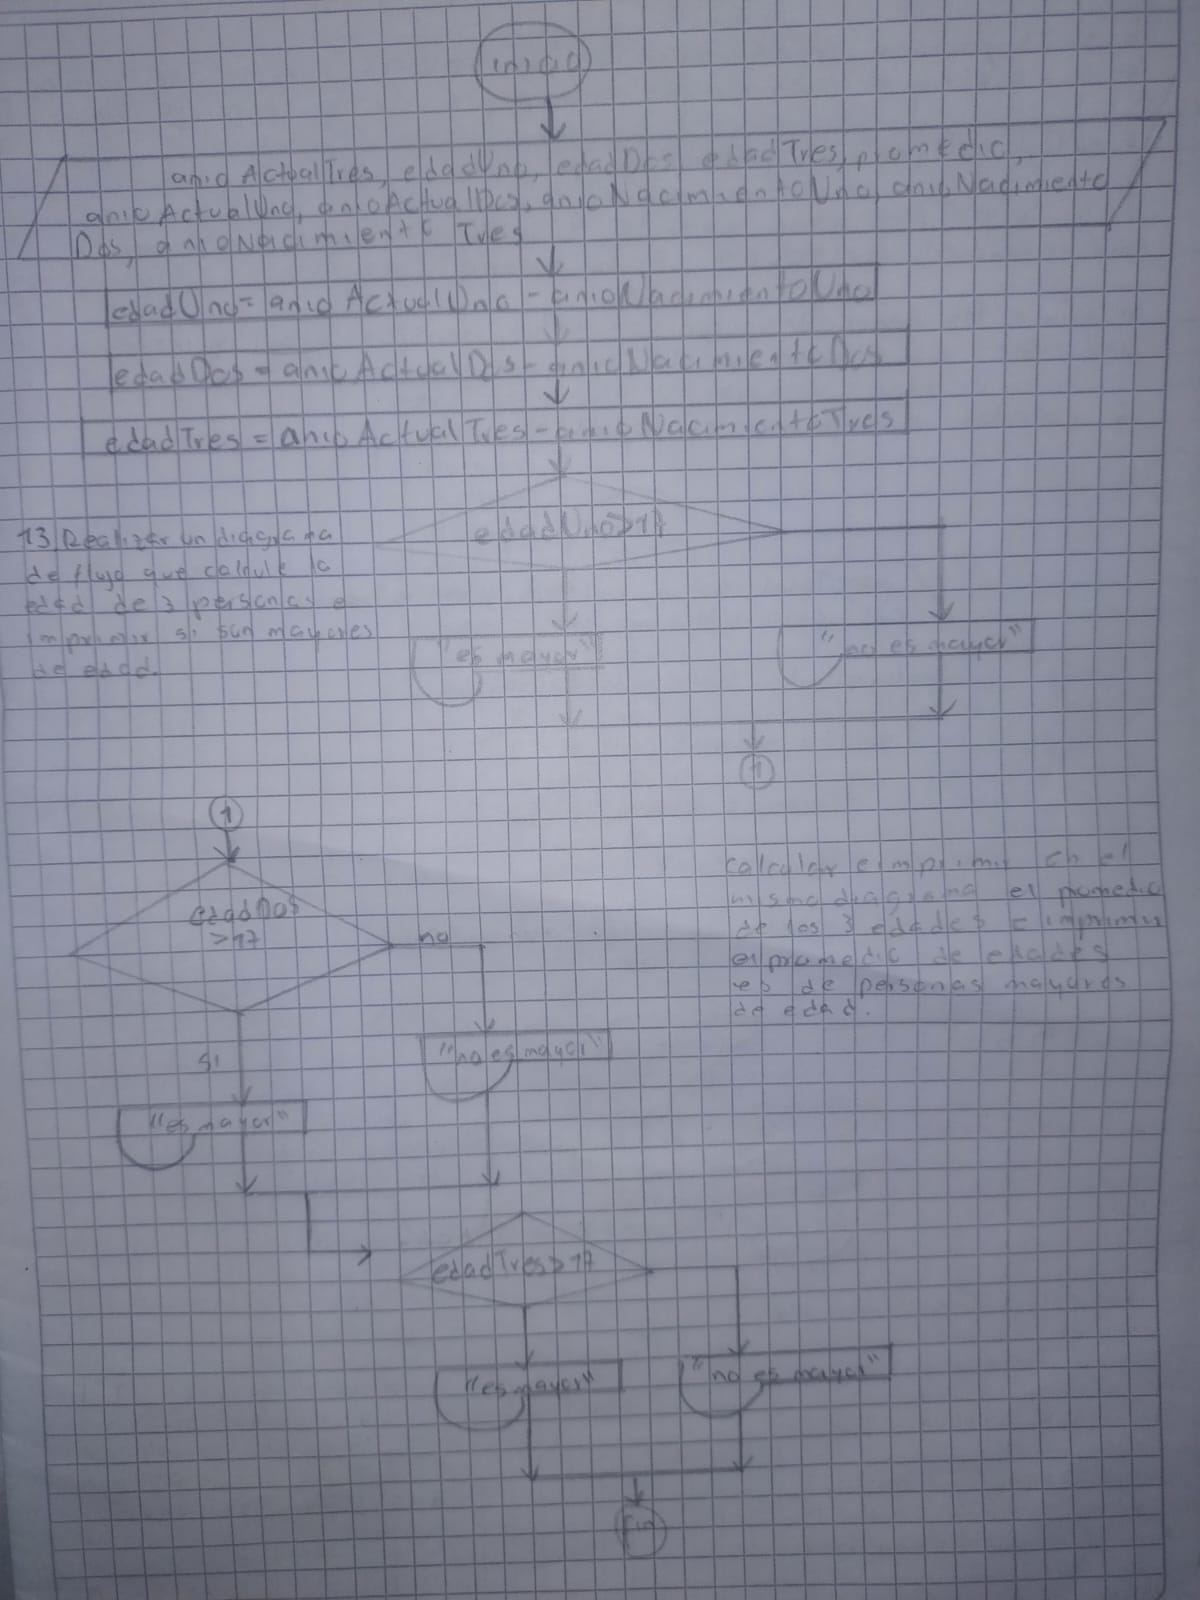 inicio
anioActualTres, edadUno, edadDos, edadTres, promedio,
anioActualUno, anioActualDos, anioNacimientoUno, anioNacimiento
Dos, anioNacimiento Tres
edadUno = anioActualUno - anioNacimientoUno
edadDos = anioActualDos - anioNacimientoDos
edadTres = anioActualTres - anioNacimientoTres
edadUno>17
13 Realizar un diagrama
de flujo que calcule la
edad de 3 personas e
imprimir si son mayores
de edad.
"es mayor"
"no es mayor"
1
1
edadDos
>17
no
si
"no es mayor"
"es mayor"
Calcular e imprimir en el
mismo diagrama el promedio
de los 3 edades e imprimir
el promedio de edades
es de personas mayores
de edad.
edadTres>17
"es mayor"
"no es mayor"
Fin